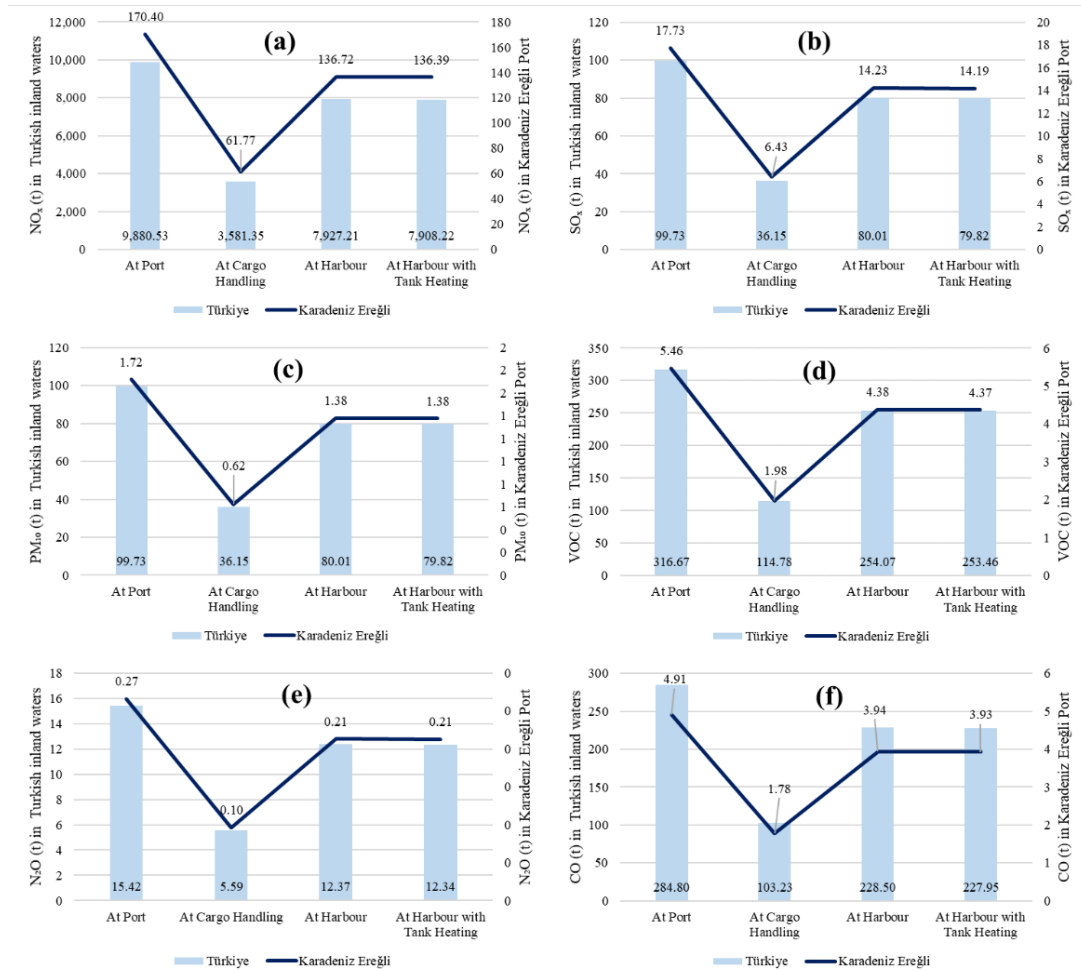 (a)
NOₓ (t) in Turkish inland waters
12,000
10,000
8,000
6,000
4,000
2,000
0
170.40
61.77
136.72
136.39
9,880.53
3,581.35
7,927.21
7,908.22
180
160
140
120
100
80
60
40
20
0
NOₓ (t) in Karadeniz Ereğli Port
At Port
At Cargo
Handling
At Harbour
At Harbour with
Tank Heating
Türkiye
Karadeniz Ereğli
(b)
SOₓ (t) in Turkish inland waters
120
100
80
60
40
20
0
17.73
6.43
14.23
14.19
99.73
36.15
80.01
79.82
20
18
16
14
12
10
8
6
4
2
0
SOₓ (t) in Karadeniz Ereğli Port
At Port
At Cargo
Handling
At Harbour
At Harbour with
Tank Heating
Türkiye
Karadeniz Ereğli
(c)
PM₁₀ (t) in Turkish inland waters
120
100
80
60
40
20
0
1.72
0.62
1.38
1.38
99.73
36.15
80.01
79.82
2
2
2
1
1
1
1
1
0
0
0
PM₁₀ (t) in Karadeniz Ereğli Port
At Port
At Cargo
Handling
At Harbour
At Harbour with
Tank Heating
Türkiye
Karadeniz Ereğli
(d)
VOC (t) in Turkish inland waters
350
300
250
200
150
100
50
0
5.46
1.98
4.38
4.37
316.67
114.78
254.07
253.46
6
5
4
3
2
1
0
VOC (t) in Karadeniz Ereğli Port
At Port
At Cargo
Handling
At Harbour
At Harbour with
Tank Heating
Türkiye
Karadeniz Ereğli
(e)
N₂O (t) in Turkish inland waters
18
16
14
12
10
8
6
4
2
0
0.27
0.10
0.21
0.21
15.42
5.59
12.37
12.34
0
0
0
0
0
0
0
N₂O (t) in Karadeniz Ereğli Port
At Port
At Cargo Handling
At Harbour
At Harbour with
Tank Heating
Türkiye
Karadeniz Ereğli
(f)
CO (t) in Turkish inland waters
300
250
200
150
100
50
0
4.91
1.78
3.94
3.93
284.80
103.23
228.50
227.95
6
5
4
3
2
1
0
CO (t) in Karadeniz Ereğli Port
At Port
At Cargo
Handling
At Harbour
At Harbour with
Tank Heating
Türkiye
Karadeniz Ereğli